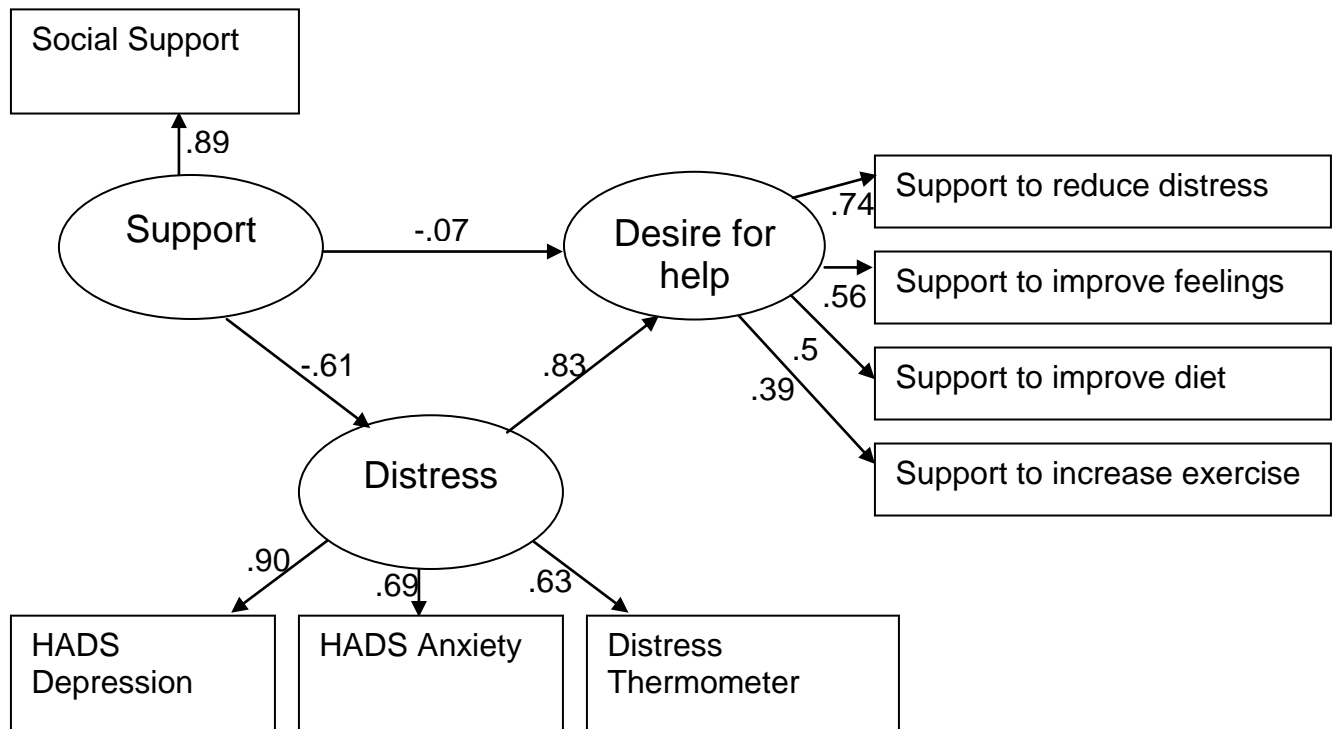 Social Support
.89
Support
-.07
Desire for
help
.74
Support to reduce distress
.56
Support to improve feelings
.5
Support to improve diet
.39
Support to increase exercise
-.61
.83
Distress
.90
.69
.63
HADS
Depression
HADS Anxiety
Distress
Thermometer